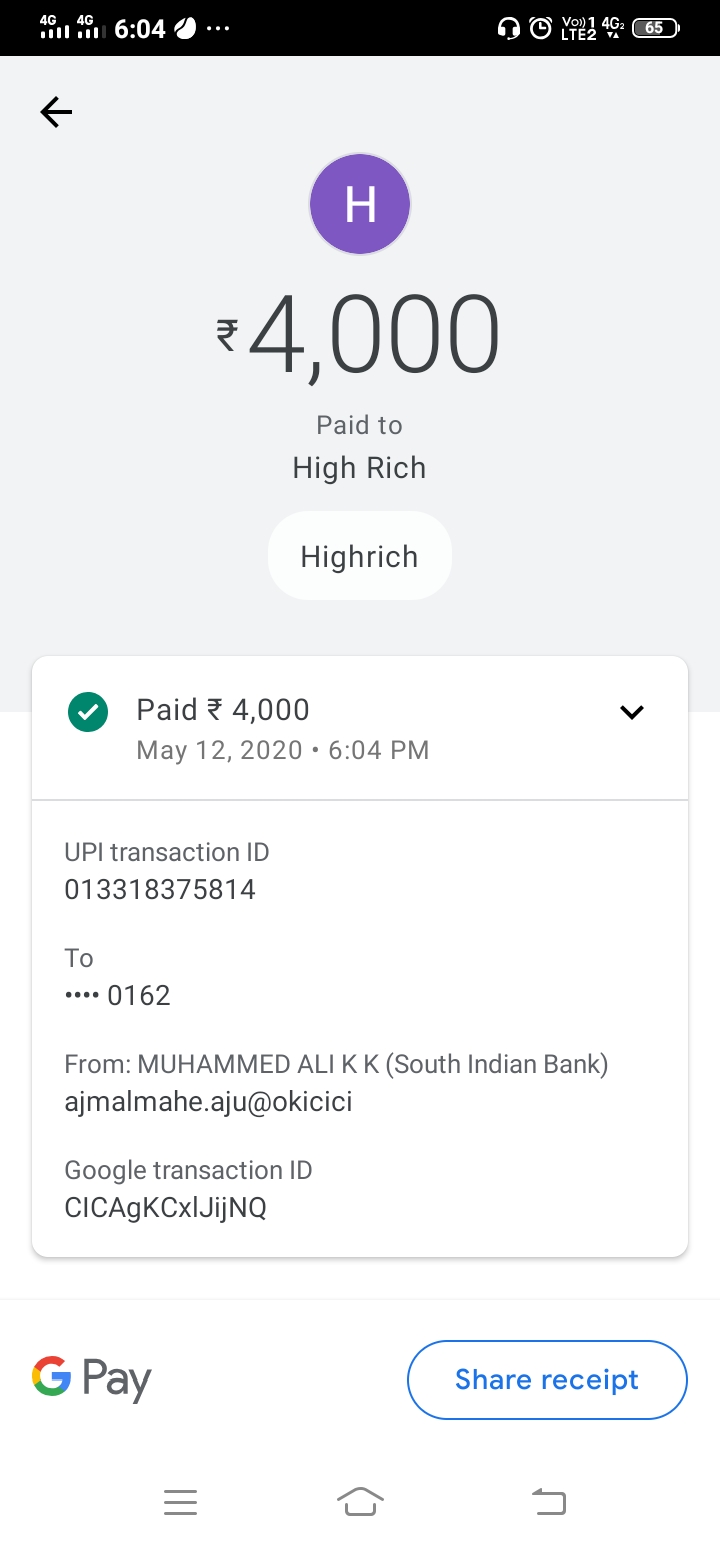 4G 4G 6:04 ... Vo)) 1 4G2
LTE2 65
H
₹4,000
Paid to
High Rich
Highrich
Paid ₹ 4,000
May 12, 2020 • 6:04 PM
UPI transaction ID
013318375814
To
•••• 0162
From: MUHAMMED ALI K K (South Indian Bank)
ajmalmahe.aju@okicici
Google transaction ID
CICAgKCxlJijNQ
G Pay
Share receipt